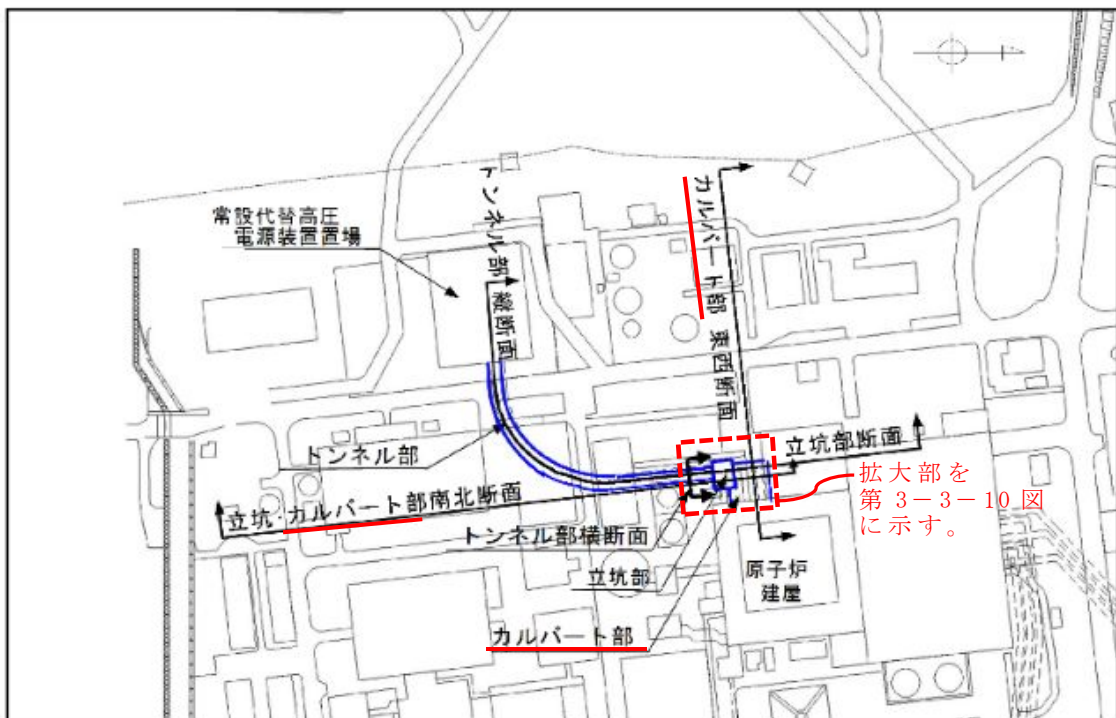 常設代替高圧
電源装置置場
トンネル部 縦断面
カルバート部 東西断面
トンネル部
立坑部断面
立坑・カルバート部南北断面
拡大部を
第3-3-10図
に示す。
トンネル部横断面
立坑部
原子炉
建屋
カルバート部